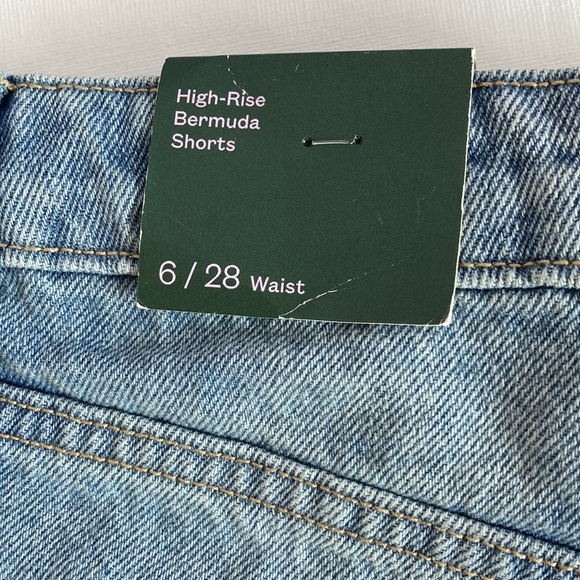 High-Rise
Bermuda
Shorts
6 / 28 Waist